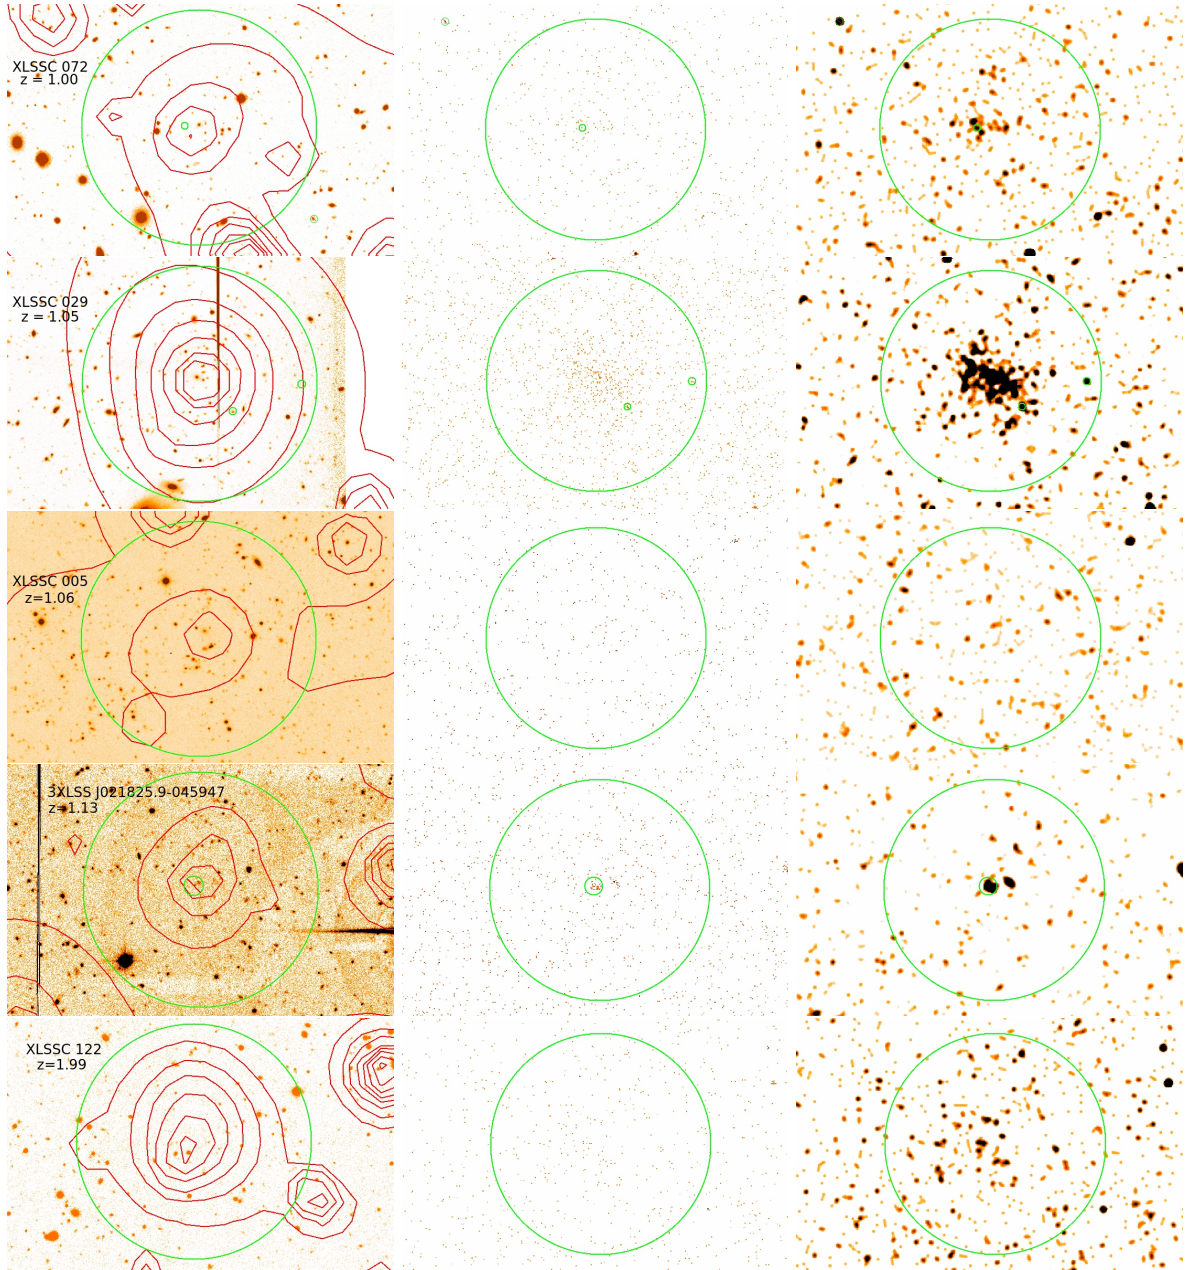 XLSSC 072
z = 1.00
XLSSC 029
z = 1.05
XLSSC 005
z=1.06
3XLSS J021825.9-045947
z=1.13
XLSSC 122
z=1.99